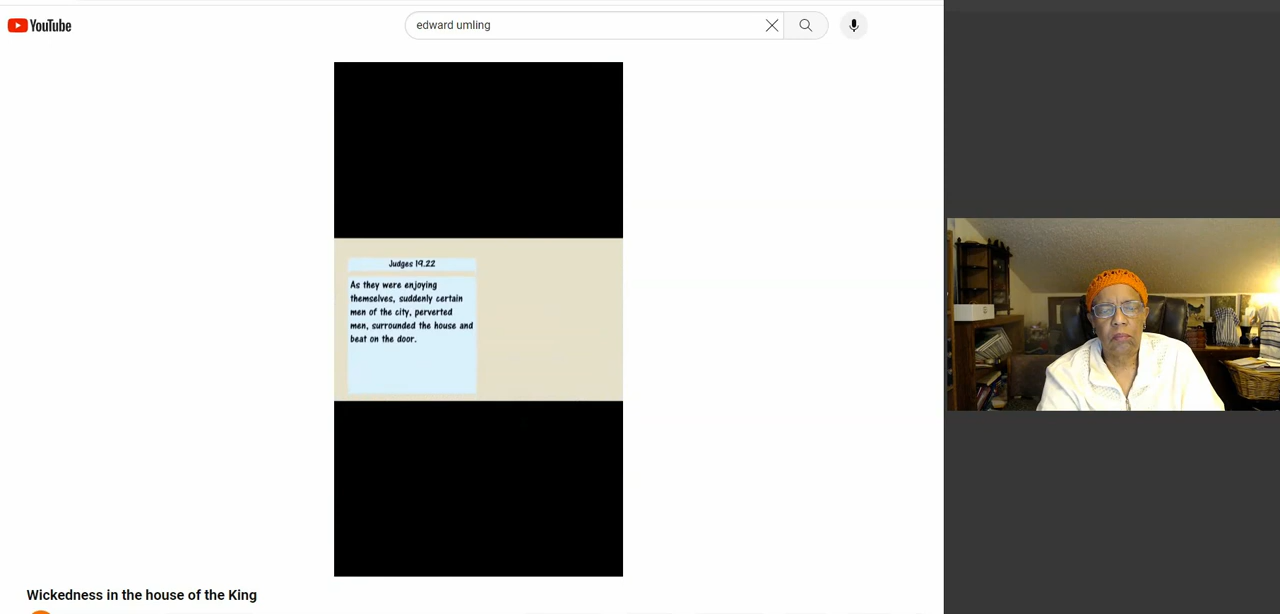 YouTube
edward umling
Judges 19.22
As they were enjoying
themselves, suddenly certain
men of the city, perverted
men, surrounded the house and
beat on the door.
Wickedness in the house of the King